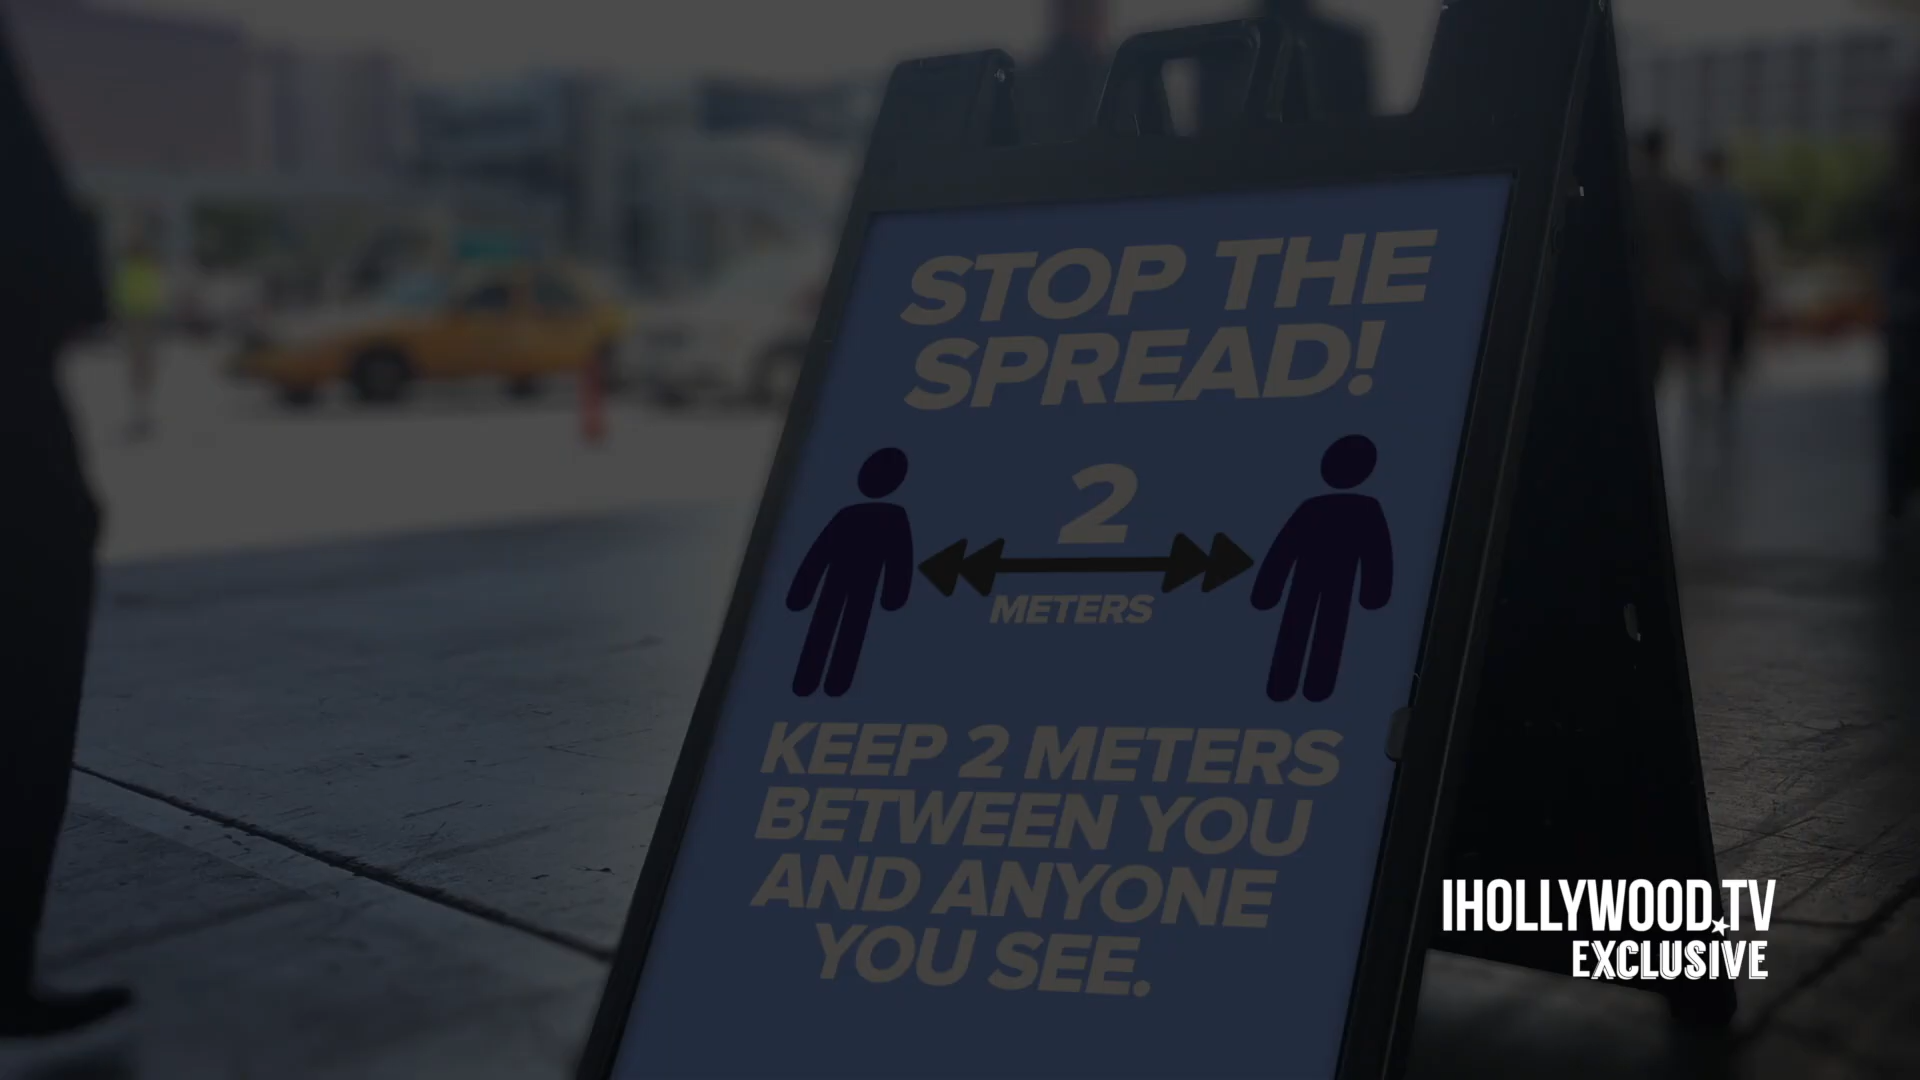 STOP THE
SPREAD!
2
METERS
KEEP 2 METERS
BETWEEN YOU
AND ANYONE
YOU SEE.
IHOLLYWOOD.TV
EXCLUSIVE